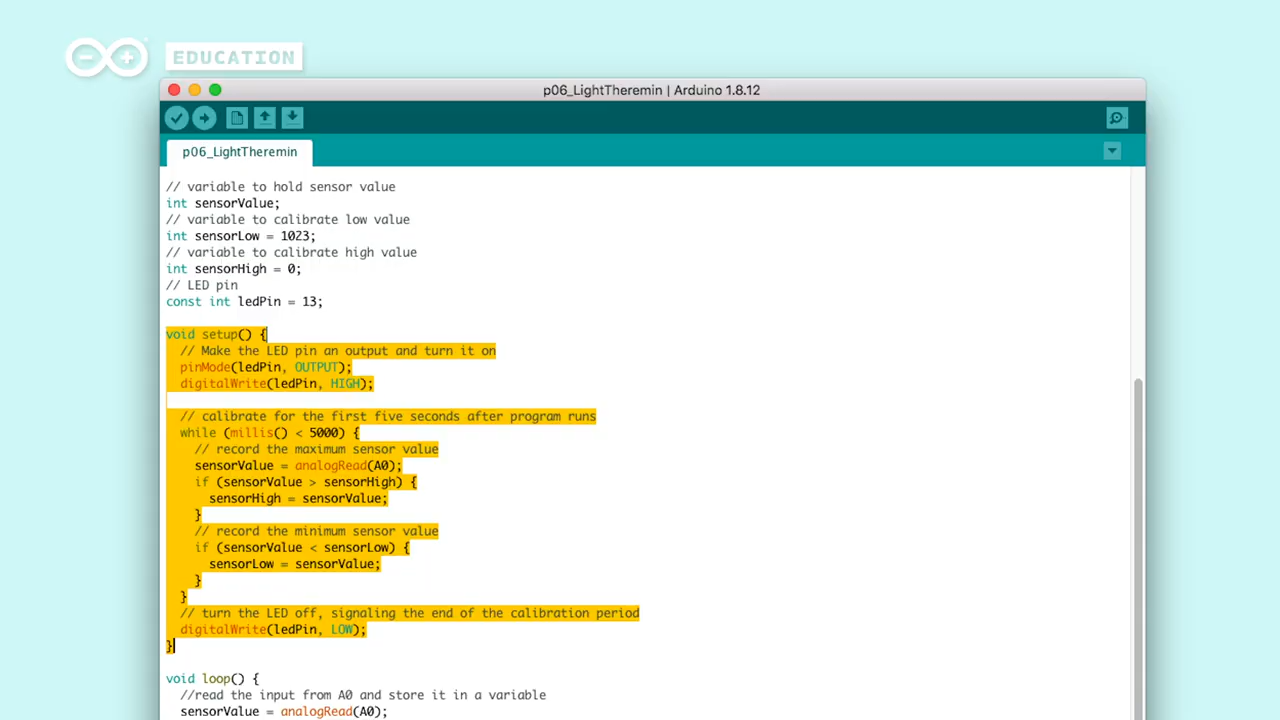 EDUCATION
p06_LightTheremin | Arduino 1.8.12
p06_LightTheremin
// variable to hold sensor value
int sensorValue;
// variable to calibrate low value
int sensorLow = 1023;
// variable to calibrate high value
int sensorHigh = 0;
// LED pin
const int ledPin = 13;
void setup() {
// Make the LED pin an output and turn it on
pinMode(ledPin, OUTPUT);
digitalWrite(ledPin, HIGH);
// calibrate for the first five seconds after program runs
while (millis() < 5000) {
// record the maximum sensor value
sensorValue = analogRead(A0);
if (sensorValue > sensorHigh) {
sensorHigh = sensorValue;
}
// record the minimum sensor value
if (sensorValue < sensorLow) {
sensorLow = sensorValue;
}
}
// turn the LED off, signaling the end of the calibration period
digitalWrite(ledPin, LOW);
}
void loop() {
//read the input from A0 and store it in a variable
sensorValue = analogRead(A0);